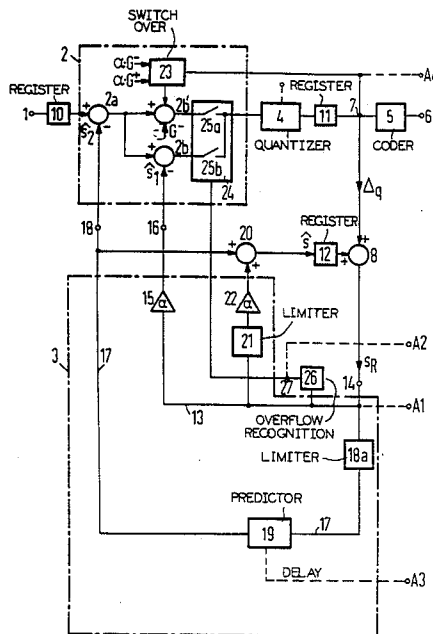 SWITCH
OVER
2
α·G⁻
α·G⁺
23
A4
REGISTER
1
10
+
2a
ŝ₂
-
+
2b'
-
G⁻
+
2b
ŝ₁
-
25a
25b
24
REGISTER
4
11
7
5
6
QUANTIZER
CODER
Δq
18
16
20
+
+
ŝ
REGISTER
12
+
+
8
15
α
22
α
21
LIMITER
3
26
27
A2
sR
14
OVERFLOW
RECOGNITION
13
A1
LIMITER
18a
17
PREDICTOR
19
17
DELAY
A3